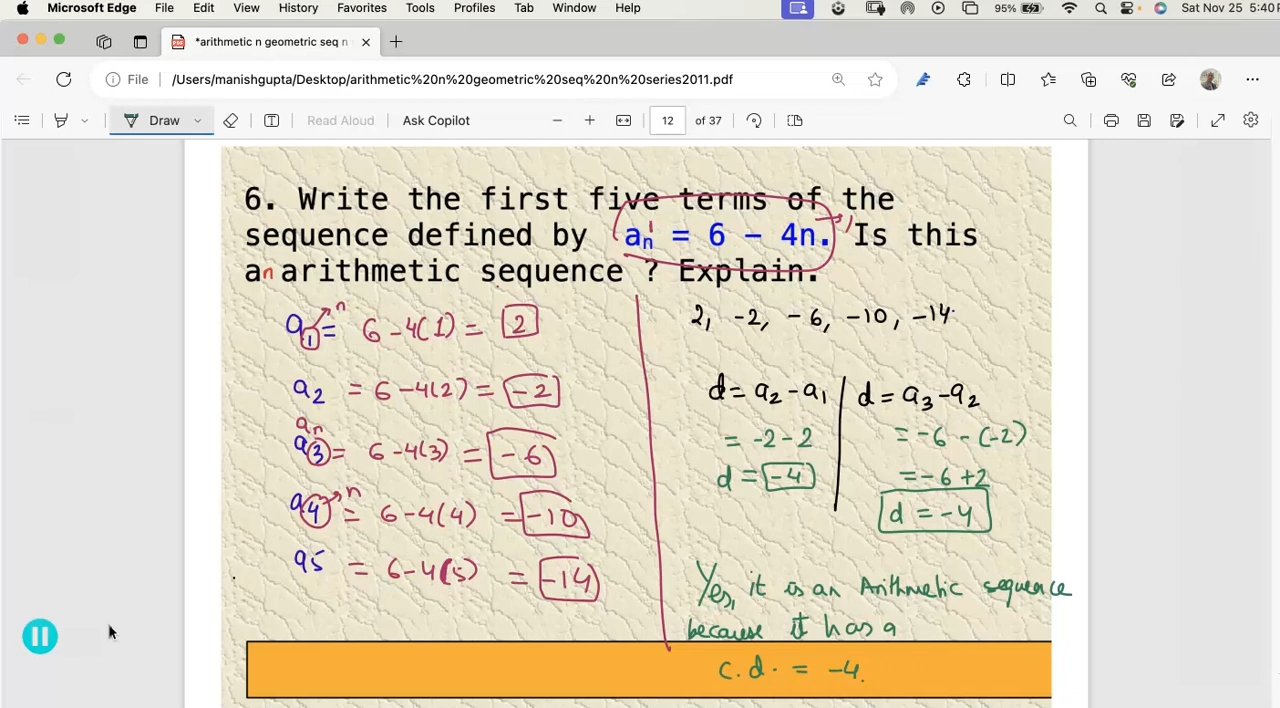 Microsoft Edge File Edit View History Favorites Tools Profiles Tab Window Help 95% Sat Nov 25 5:40 P
*arithmetic n geometric seq n
File /Users/manishgupta/Desktop/arithmetic%20n%20geometric%20seq%20n%20series2011.pdf
Draw Read Aloud Ask Copilot 12 of 37
6. Write the first five terms of the
sequence defined by an = 6 – 4n. Is this
an arithmetic sequence ? Explain.
a1 = 6-4(1) = 2
n
a2 = 6-4(2) = -2
an
a3 = 6-4(3) = -6
a4 = 6-4(4) = -10
n
a5 = 6-4(5) = -14
2, -2, -6, -10, -14
d = a2 - a1
= -2 - 2
d = -4
d = a3 - a2
= -6 - (-2)
= -6 + 2
d = -4
Yes, it is an Arithmetic sequence
because it has a
c.d. = -4.